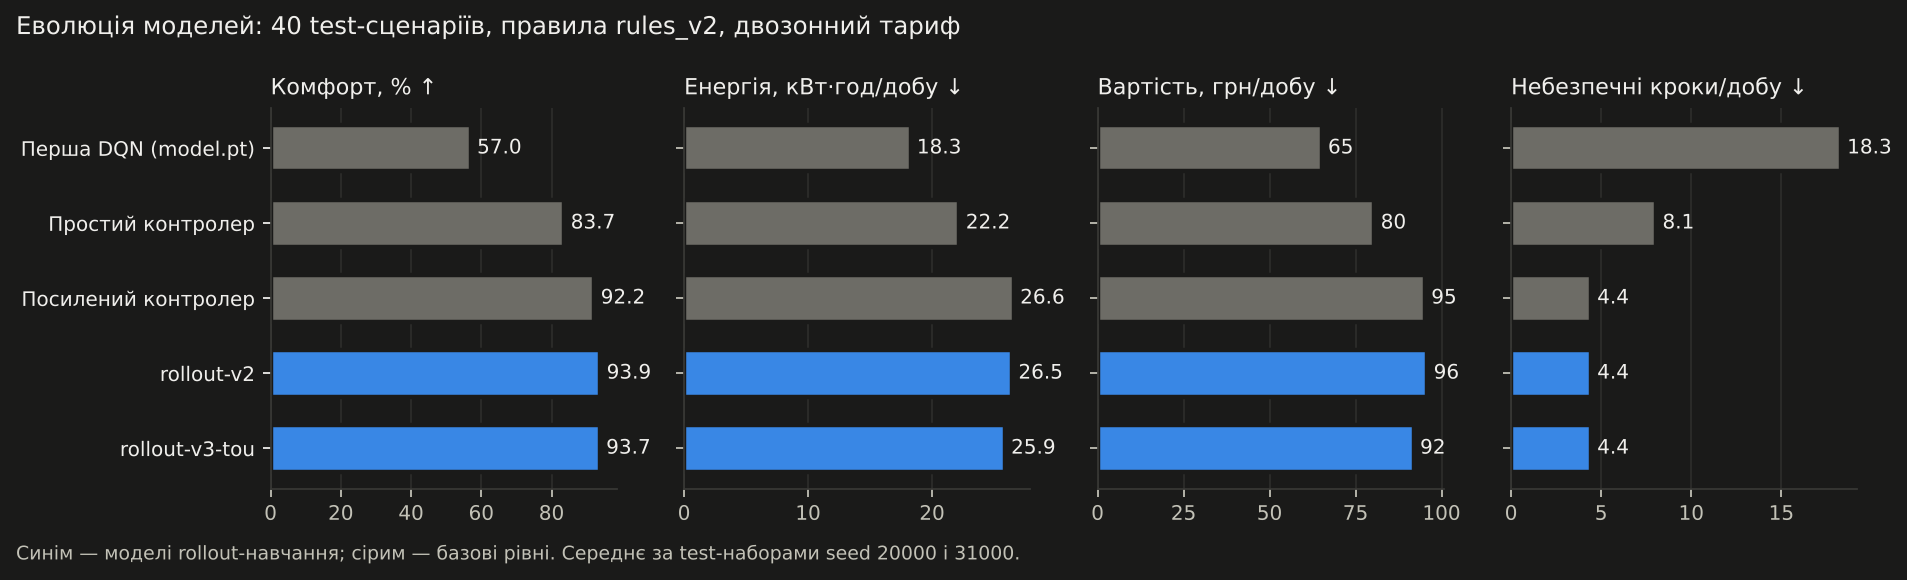 Еволюція моделей: 40 test-сценаріїв, правила rules_v2, двозонний тариф
Комфорт, % ↑
Енергія, кВт·год/добу ↓
Вартість, грн/добу ↓
Небезпечні кроки/добу ↓
Перша DQN (model.pt) 57.0 18.3 65 18.3
Простий контролер 83.7 22.2 80 8.1
Посилений контролер 92.2 26.6 95 4.4
rollout-v2 93.9 26.5 96 4.4
rollout-v3-tou 93.7 25.9 92 4.4
0 20 40 60 80
0 10 20
0 25 50 75 100
0 5 10 15
Синім — моделі rollout-навчання; сірим — базові рівні. Середнє за test-наборами seed 20000 і 31000.